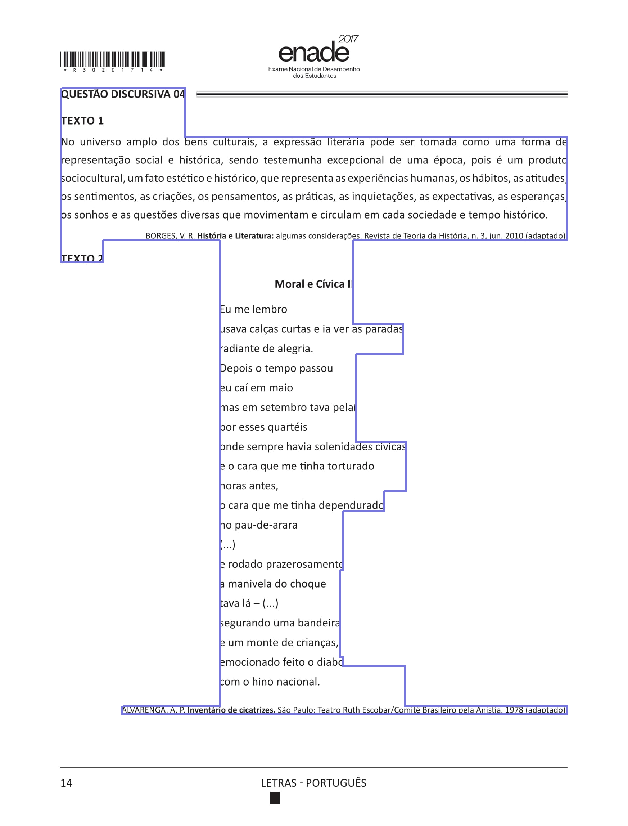 enade 2017
Exame Nacional de Desempenho
dos Estudantes
*R30201714*
QUESTÃO DISCURSIVA 04
TEXTO 1
No universo amplo dos bens culturais, a expressão literária pode ser tomada como uma forma de
representação social e histórica, sendo testemunha excepcional de uma época, pois é um produto
sociocultural, um fato estético e histórico, que representa as experiências humanas, os hábitos, as atitudes,
os sentimentos, as criações, os pensamentos, as práticas, as inquietações, as expectativas, as esperanças,
os sonhos e as questões diversas que movimentam e circulam em cada sociedade e tempo histórico.
BORGES, V. R. História e Literatura: algumas considerações. Revista de Teoria da História, n. 3, jun. 2010 (adaptado).
TEXTO 2
Moral e Cívica II
Eu me lembro
usava calças curtas e ia ver as paradas
radiante de alegria.
Depois o tempo passou
eu caí em maio
mas em setembro tava pelaí
por esses quartéis
onde sempre havia solenidades cívicas
e o cara que me tinha torturado
horas antes,
o cara que me tinha dependurado
no pau-de-arara
(...)
e rodado prazerosamente
a manivela do choque
tava lá – (...)
segurando uma bandeira
e um monte de crianças,
emocionado feito o diabo
com o hino nacional.
ALVARENGA, A. P. Inventário de cicatrizes. São Paulo: Teatro Ruth Escobar/Comitê Brasileiro pela Anistia, 1978 (adaptado).
14
LETRAS - PORTUGUÊS